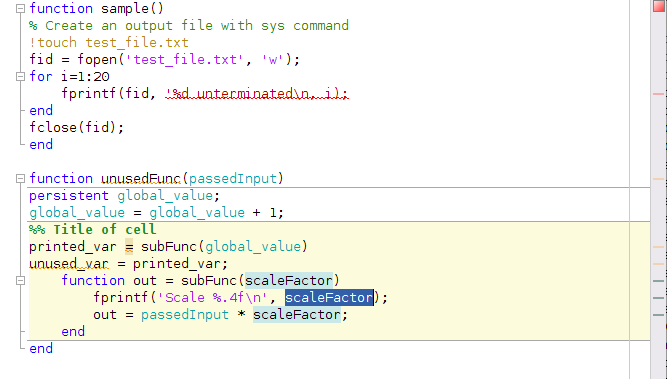 function sample()
% Create an output file with sys command
!touch test_file.txt
fid = fopen('test_file.txt', 'w');
for i=1:20
fprintf(fid, '%d unterminated\n, i);
end
fclose(fid);
end
function unusedFunc(passedInput)
persistent global_value;
global_value = global_value + 1;
%% Title of cell
printed_var = subFunc(global_value)
unused_var = printed_var;
function out = subFunc(scaleFactor)
fprintf('Scale %.4f\n', scaleFactor);
out = passedInput * scaleFactor;
end
end